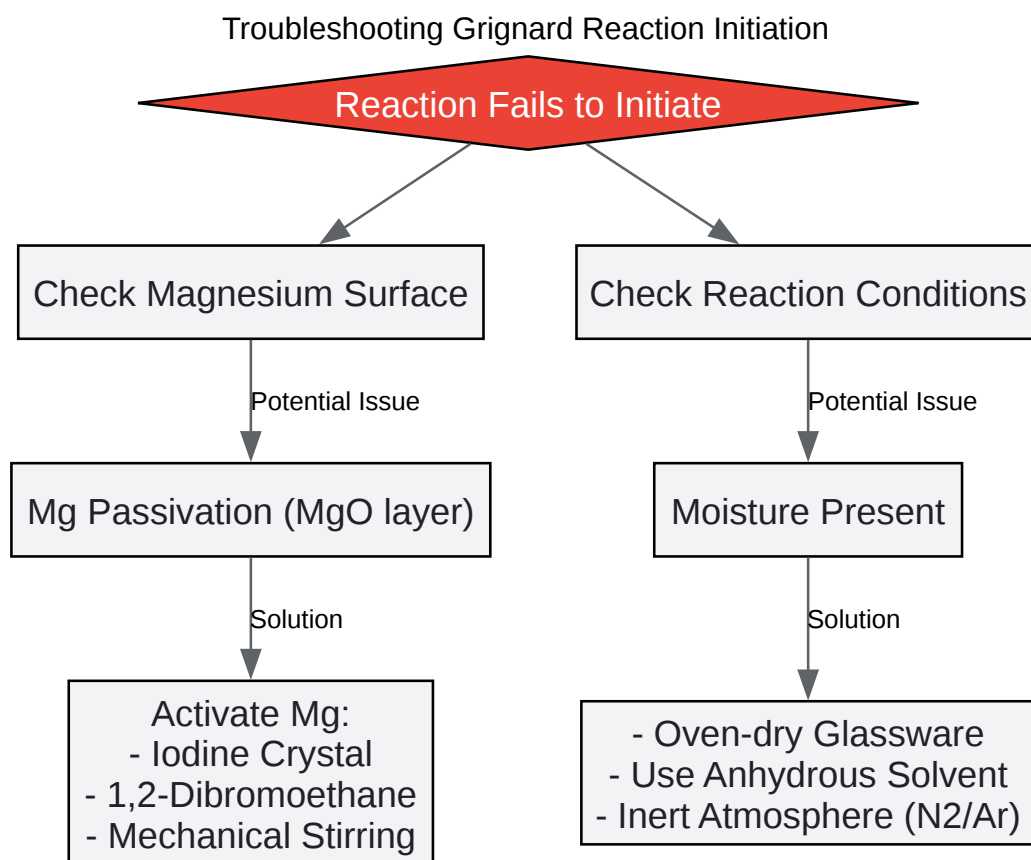 Troubleshooting Grignard Reaction Initiation
Reaction Fails to Initiate
Check Magnesium Surface
Check Reaction Conditions
Potential Issue
Potential Issue
Mg Passivation (MgO layer)
Moisture Present
Solution
Solution
Activate Mg:
- Iodine Crystal
- 1,2-Dibromoethane
- Mechanical Stirring
- Oven-dry Glassware
- Use Anhydrous Solvent
- Inert Atmosphere (N2/Ar)